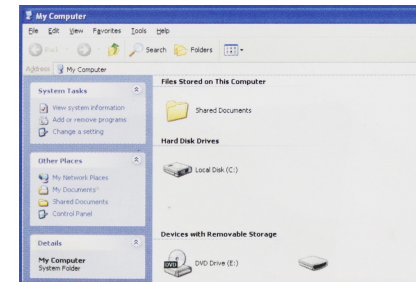 My Computer
File Edit View Favorites Tools Help
Back Search Folders
Address My Computer
System Tasks
View system information
Add or remove programs
Change a setting
Other Places
My Network Places
My Documents
Shared Documents
Control Panel
Details
My Computer
System Folder
Files Stored on This Computer
Shared Documents
Hard Disk Drives
Local Disk (C:)
Devices with Removable Storage
DVD
DVD Drive (E:)